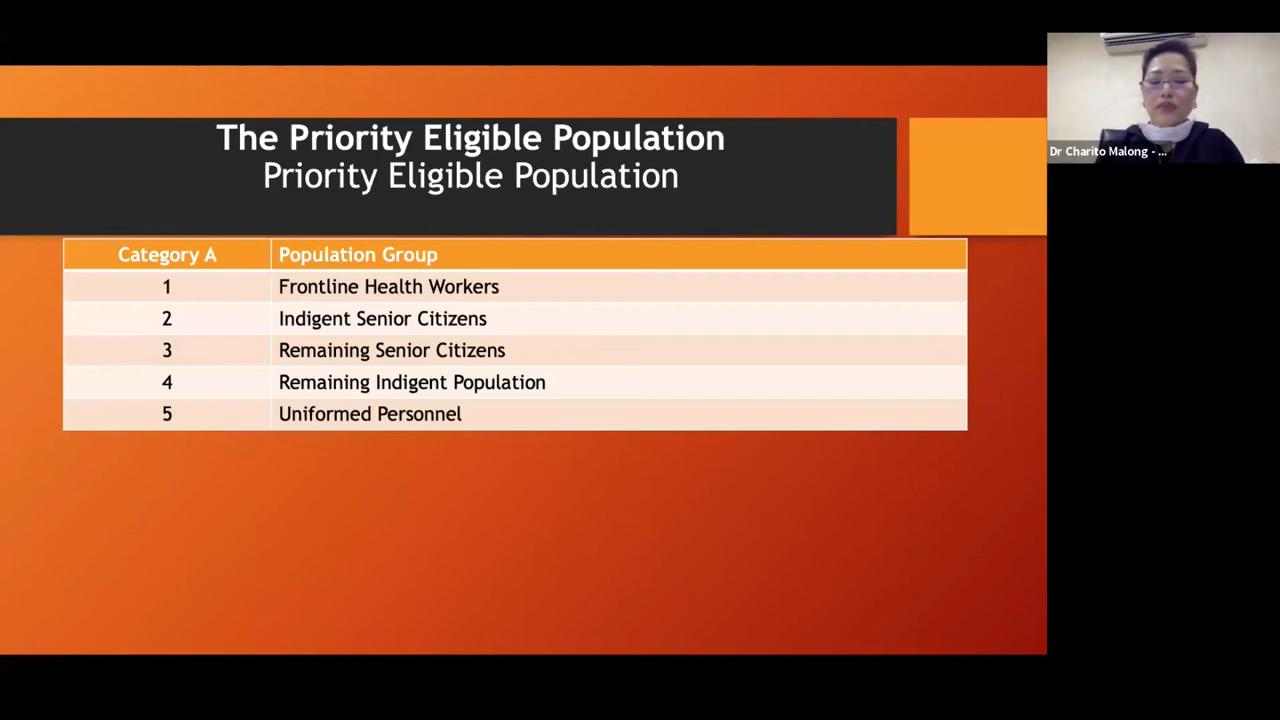 The Priority Eligible Population
Priority Eligible Population
Category A Population Group
1 Frontline Health Workers
2 Indigent Senior Citizens
3 Remaining Senior Citizens
4 Remaining Indigent Population
5 Uniformed Personnel
Dr Charito Malong - ...